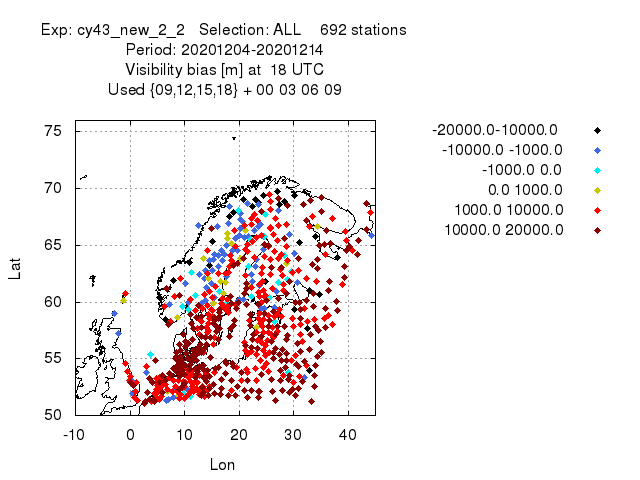 Exp: cy43_new_2_2 Selection: ALL 692 stations
Period: 20201204-20201214
Visibility bias [m] at 18 UTC
Used {09,12,15,18} + 00 03 06 09
-20000.0-10000.0
-10000.0 -1000.0
-1000.0 0.0
0.0 1000.0
1000.0 10000.0
10000.0 20000.0
75
70
65
60
55
50
Lat
-10 0 10 20 30 40
Lon